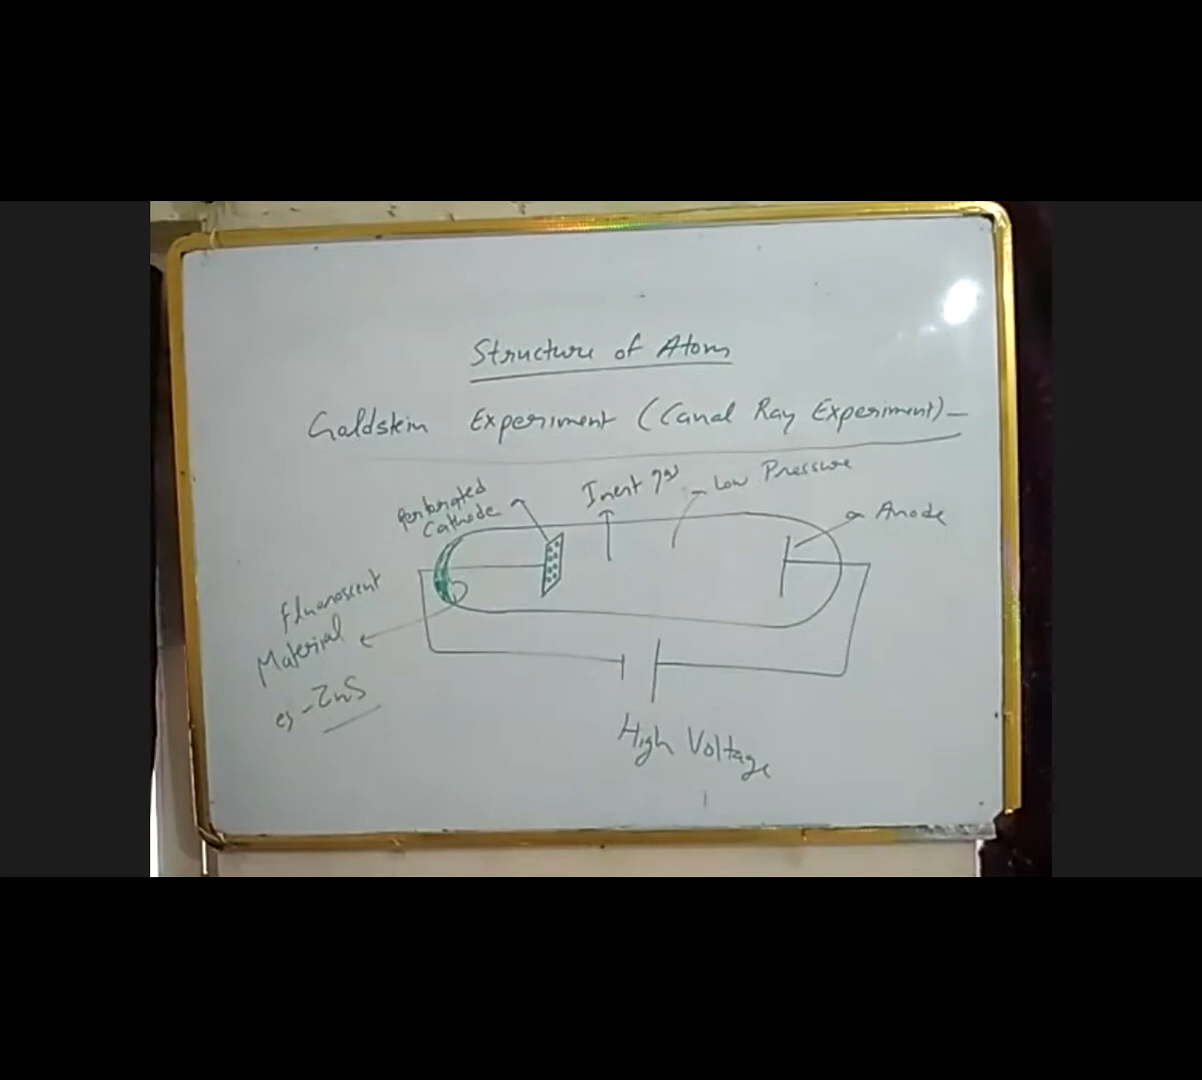 Structure of Atom
Goldstein Experiment (Canal Ray Experiment)-
Perforated
Cathode
Inert gas
Low Pressure
Anode
Fluorescent
Material
eg - ZnS
High Voltage